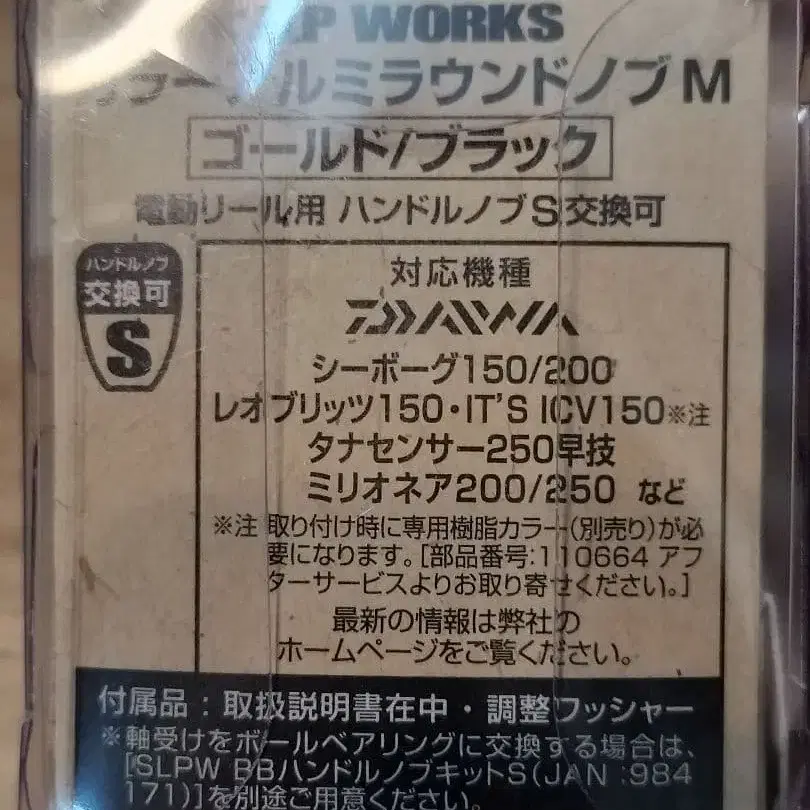 WORKS
ルミラウンドノブM
ゴールド/ブラック
電動リール用 ハンドルノブS交換可
ハンドルノブ
交換可
S
対応機種
DAIWA
シーボーグ150/200
レオブリッツ150・IT'S ICV150※注
タナセンサー250早技
ミリオネア200/250 など
※注 取り付け時に専用樹脂カラー(別売り)が必
要になります。[部品番号:110664 アフ
ターサービスよりお取り寄せください。]
最新の情報は弊社の
ホームページをご覧ください。
付属品:取扱説明書在中・調整ワッシャー
※軸受けをボールベアリングに交換する場合は、
[SLPW BBハンドルノブキットS(JAN :984
171)]を別途ご用意ください。